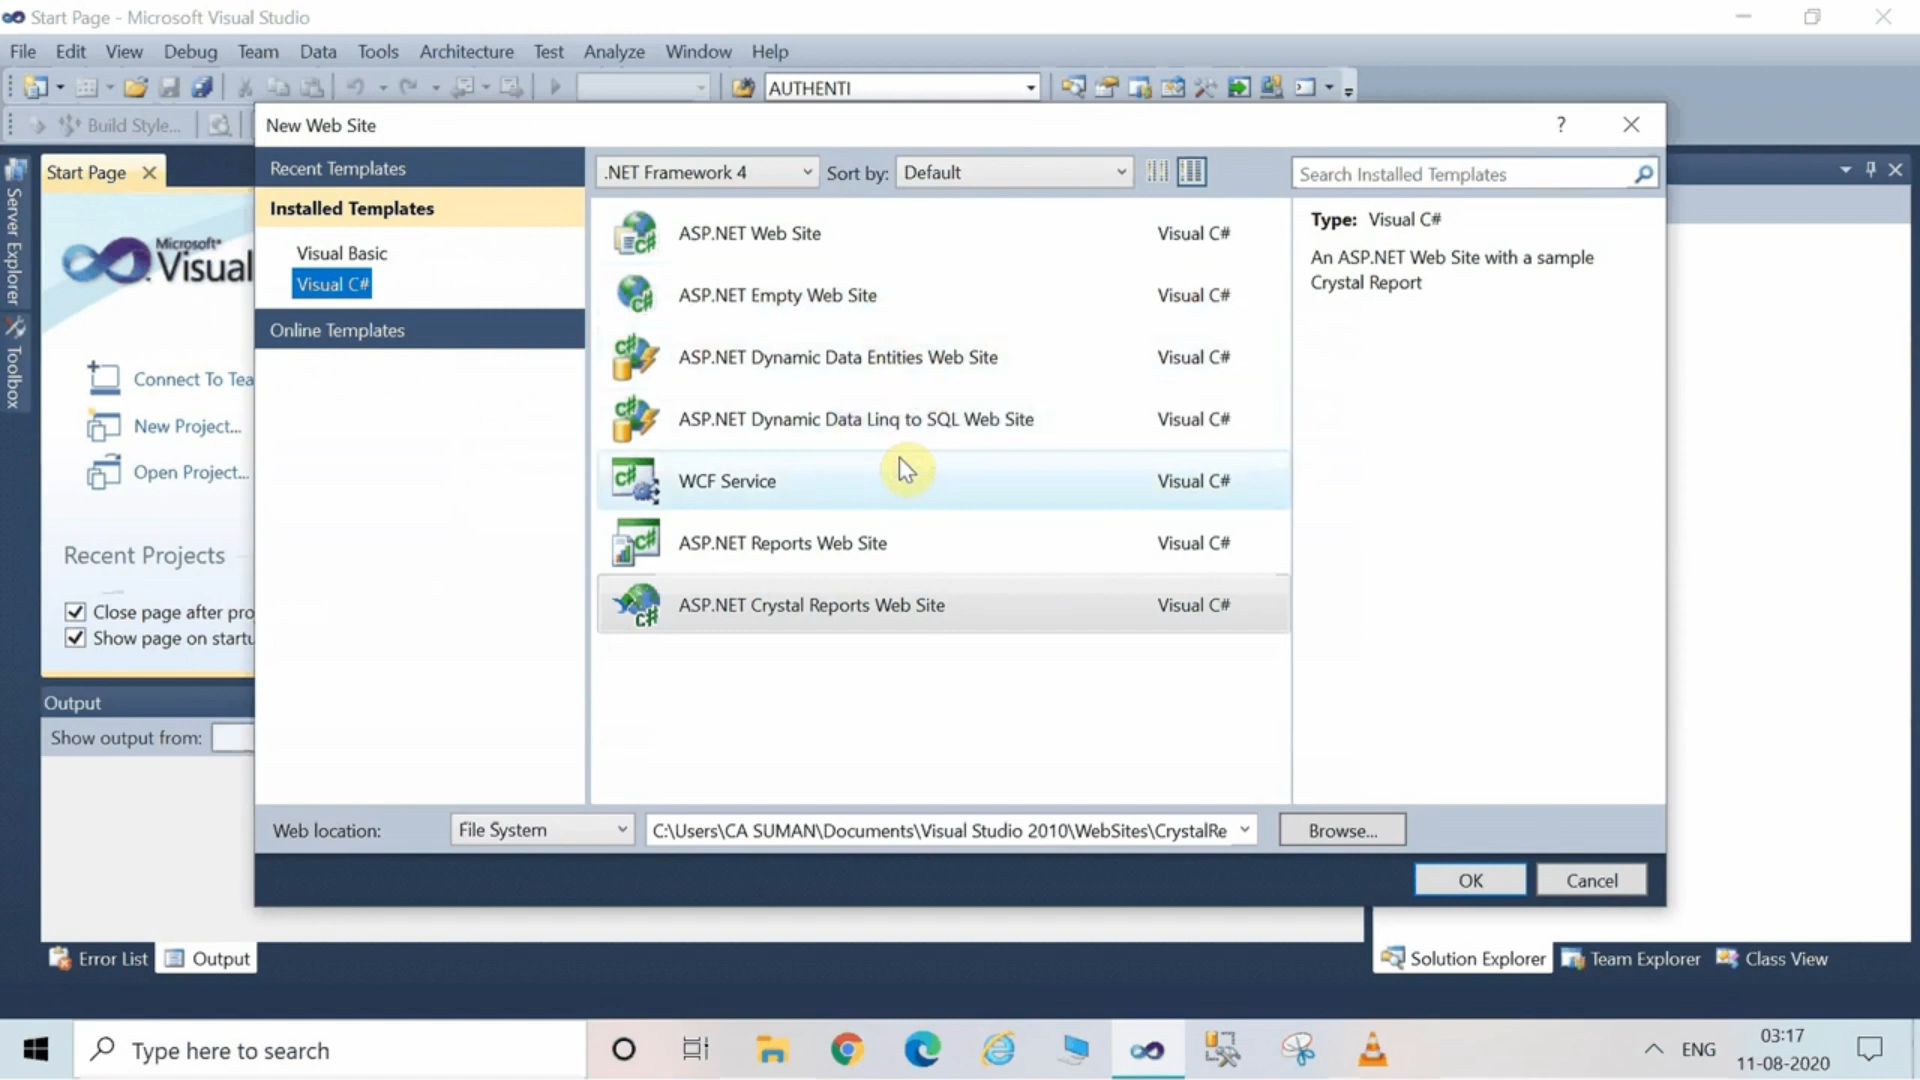 Start Page - Microsoft Visual Studio
File Edit View Debug Team Data Tools Architecture Test Analyze Window Help
AUTHENTI
Build Style...
New Web Site
?
Start Page
Server Explorer
Toolbox
Microsoft®
Visual
Connect To Tea
New Project...
Open Project...
Recent Projects
Close page after pro
Show page on startu
Output
Show output from:
Recent Templates
Installed Templates
Visual Basic
Visual C#
Online Templates
.NET Framework 4
Sort by: Default
Search Installed Templates
ASP.NET Web Site Visual C#
ASP.NET Empty Web Site Visual C#
ASP.NET Dynamic Data Entities Web Site Visual C#
ASP.NET Dynamic Data Linq to SQL Web Site Visual C#
WCF Service Visual C#
ASP.NET Reports Web Site Visual C#
ASP.NET Crystal Reports Web Site Visual C#
Type: Visual C#
An ASP.NET Web Site with a sample
Crystal Report
Web location: File System C:\Users\CA SUMAN\Documents\Visual Studio 2010\WebSites\CrystalRe Browse...
OK Cancel
Error List Output
Solution Explorer Team Explorer Class View
Type here to search
ENG
03:17
11-08-2020